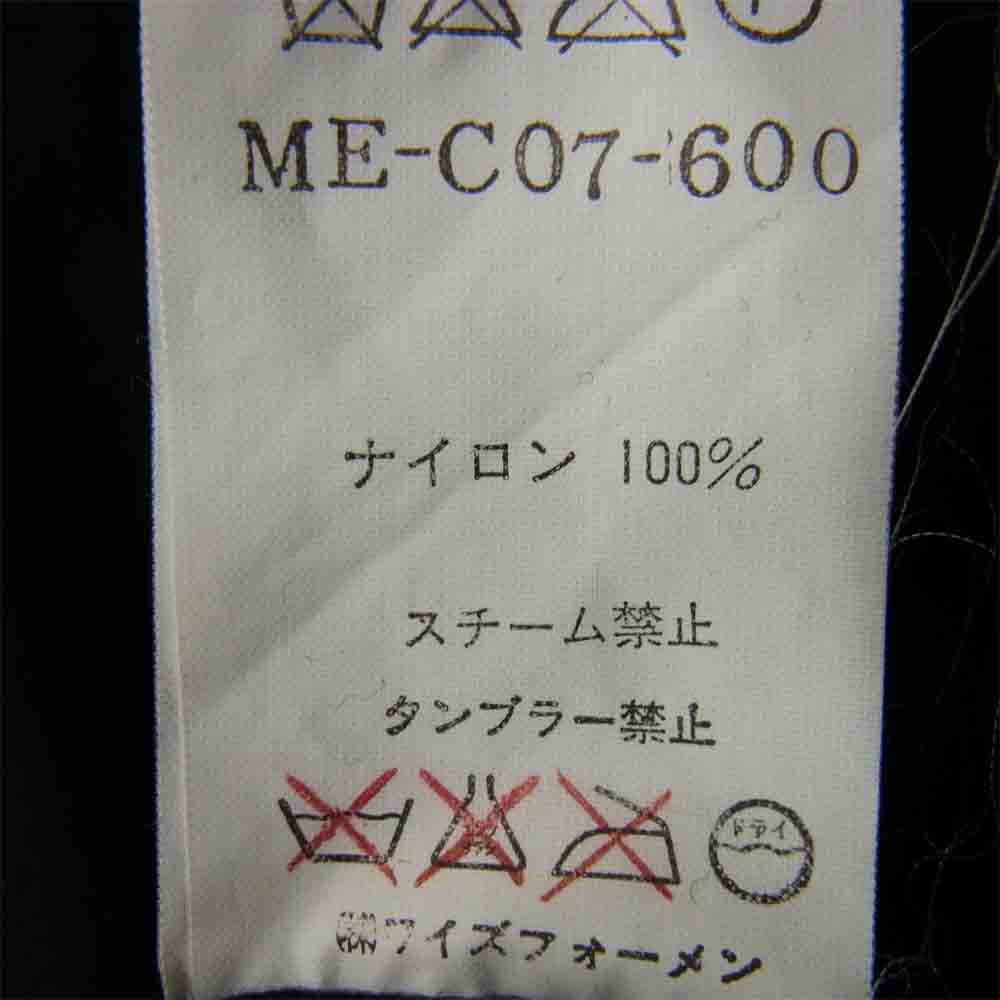 ME-C07-600
ナイロン 100%
スチーム禁止
タンブラー禁止
ドライ
㈱ワイズフォーメン